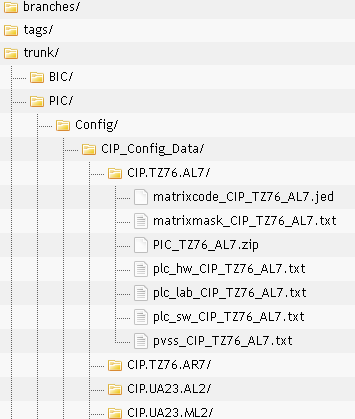 branches/
tags/
trunk/
BIC/
PIC/
Config/
CIP_Config_Data/
CIP.TZ76.AL7/
matrixcode_CIP_TZ76_AL7.jed
matrixmask_CIP_TZ76_AL7.txt
PIC_TZ76_AL7.zip
plc_hw_CIP_TZ76_AL7.txt
plc_lab_CIP_TZ76_AL7.txt
plc_sw_CIP_TZ76_AL7.txt
pvss_CIP_TZ76_AL7.txt
CIP.TZ76.AR7/
CIP.UA23.AL2/
CIP.UA23.ML2/